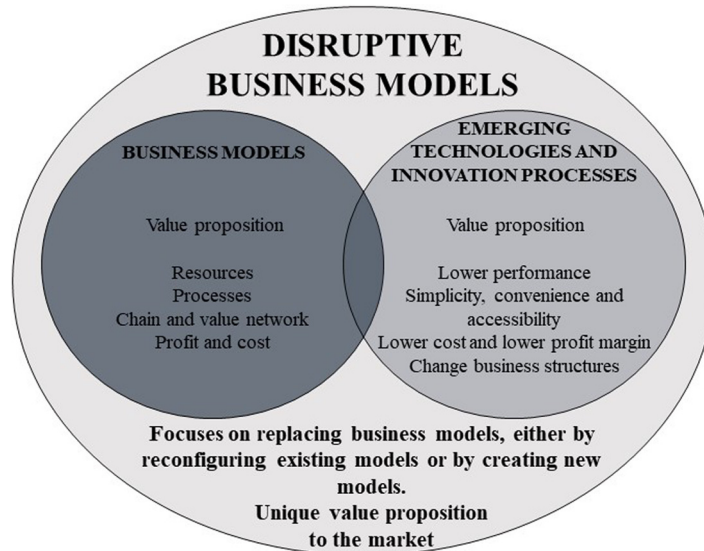 DISRUPTIVE
BUSINESS MODELS
BUSINESS MODELS
Value proposition
Resources
Processes
Chain and value network
Profit and cost
EMERGING
TECHNOLOGIES AND
INNOVATION PROCESSES
Value proposition
Lower performance
Simplicity, convenience and
accessibility
Lower cost and lower profit margin
Change business structures
Focuses on replacing business models, either by
reconfiguring existing models or by creating new
models.
Unique value proposition
to the market